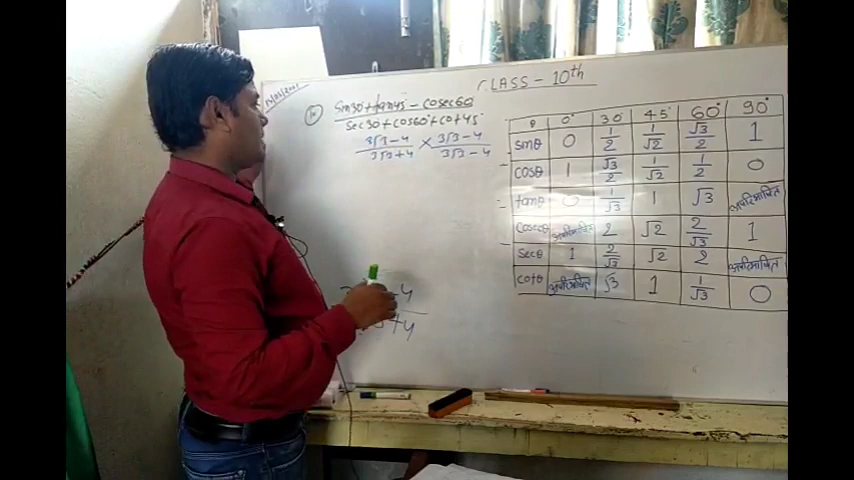 CLASS - 10th
sin30°+tan45°-cosec60°
sec30°+cos60°+cot45°
3√3-4 × 3√3-4
3√3+4 3√3-4
θ 0° 30° 45° 60° 90°
sinθ 0 1/2 1/√2 √3/2 1
cosθ 1 √3/2 1/√2 1/2 0
tanθ 0 1/√3 1 √3 अपरिभाषित
cosecθ अपरिभाषित 2 √2 2/√3 1
secθ 1 2/√3 √2 2 अपरिभाषित
cotθ अपरिभाषित √3 1 1/√3 0
-4
+4